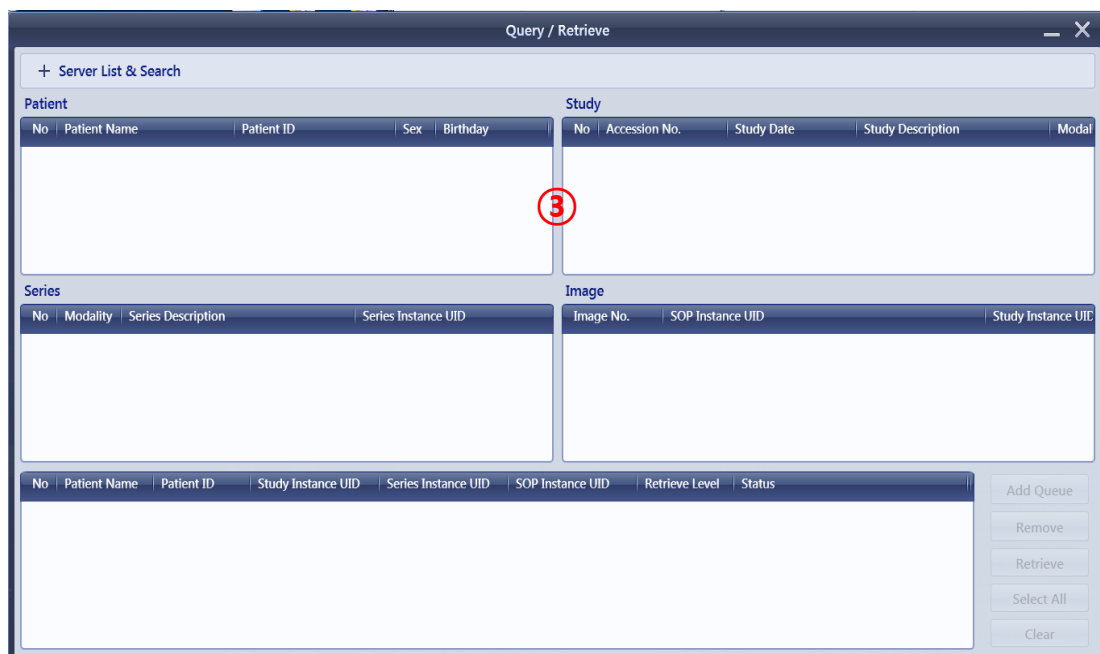 Query / Retrieve
+ Server List & Search
Patient
No Patient Name Patient ID Sex Birthday
Study
No Accession No. Study Date Study Description Modal
③
Series
No Modality Series Description Series Instance UID
Image
Image No. SOP Instance UID Study Instance UID
No Patient Name Patient ID Study Instance UID Series Instance UID SOP Instance UID Retrieve Level Status
Add Queue
Remove
Retrieve
Select All
Clear